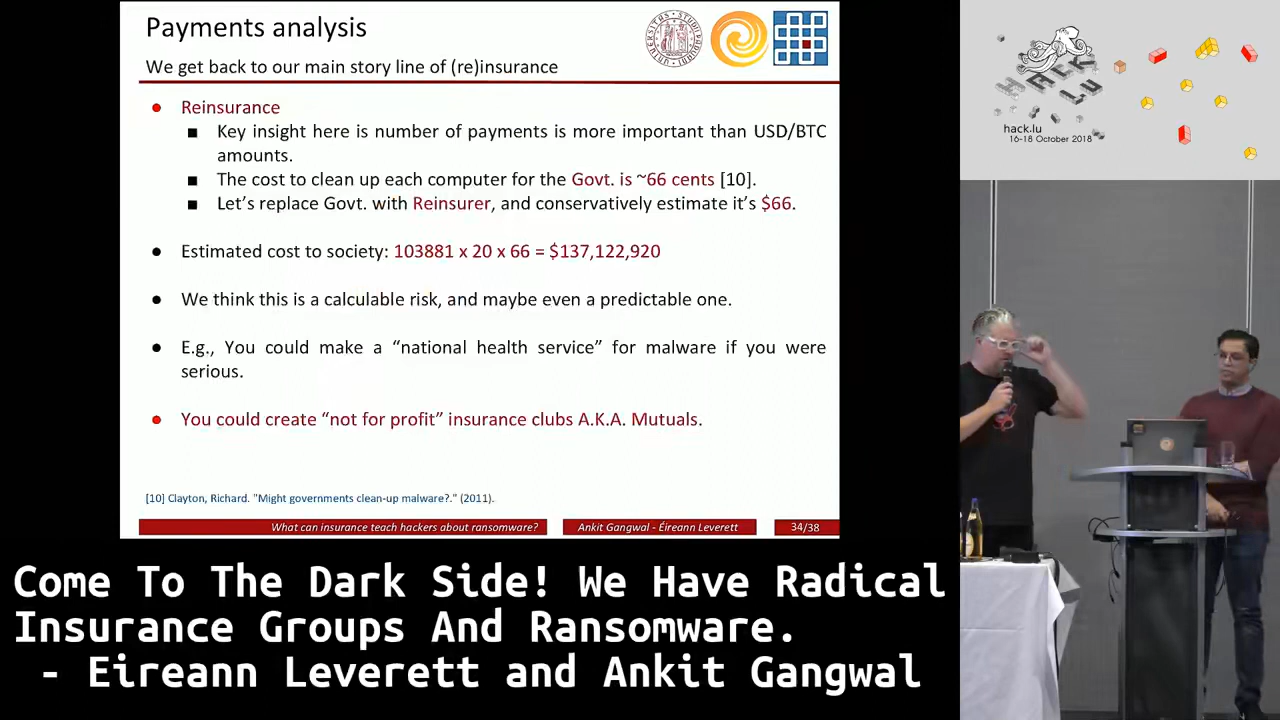 Payments analysis
We get back to our main story line of (re)insurance
● Reinsurance
■ Key insight here is number of payments is more important than USD/BTC
amounts.
■ The cost to clean up each computer for the Govt. is ~66 cents [10].
■ Let's replace Govt. with Reinsurer, and conservatively estimate it's $66.
● Estimated cost to society: 103881 x 20 x 66 = $137,122,920
● We think this is a calculable risk, and maybe even a predictable one.
● E.g., You could make a “national health service” for malware if you were
serious.
● You could create “not for profit” insurance clubs A.K.A. Mutuals.
[10] Clayton, Richard. "Might governments clean-up malware?." (2011).
What can insurance teach hackers about ransomware?
Ankit Gangwal - Éireann Leverett
34/38
HACK
LU
hack.lu
16-18 October 2018
Come To The Dark Side! We Have Radical
Insurance Groups And Ransomware.
- Eireann Leverett and Ankit Gangwal